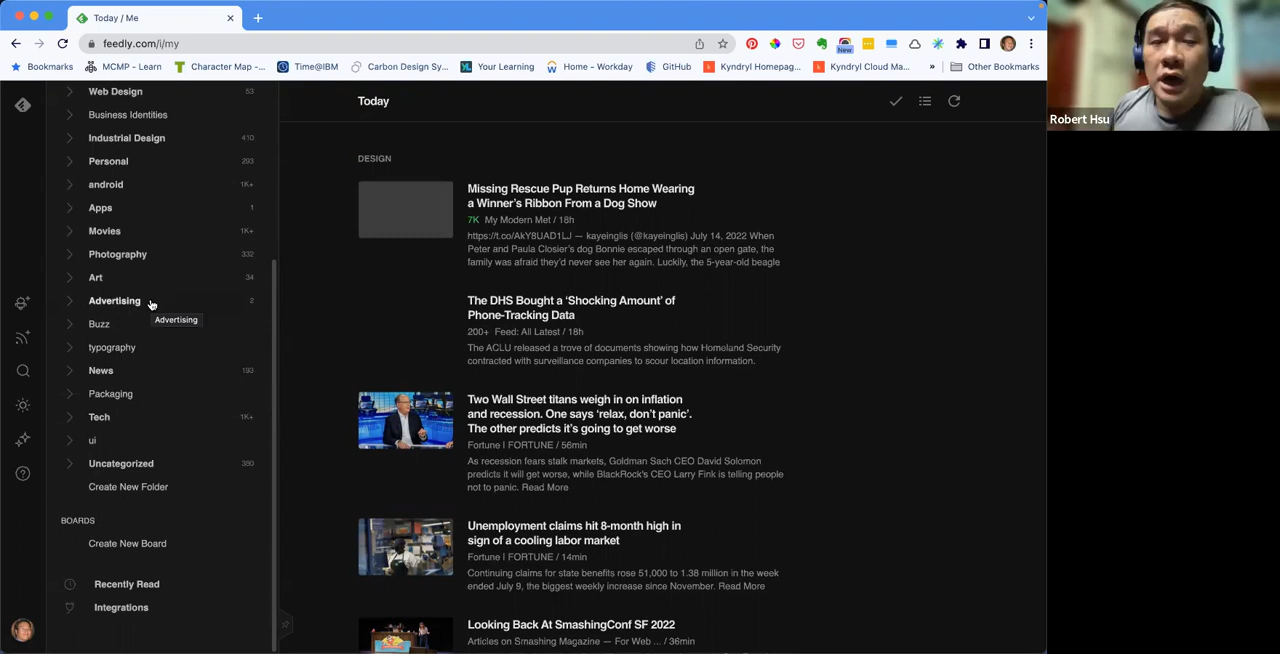 Today / Me
feedly.com/i/my
New
Bookmarks
MCMP – Learn
Character Map -...
Time@IBM
Carbon Design Sy...
Your Learning
Home – Workday
GitHub
Kyndryl Homepag...
Kyndryl Cloud Ma...
»
Other Bookmarks
Web Design 53
Business Identities
Industrial Design 410
Personal 293
android 1K+
Apps 1
Movies 1K+
Photography 332
Art 34
Advertising 2
Advertising
Buzz
typography
News 193
Packaging
Tech 1K+
ui
Uncategorized 380
Create New Folder
BOARDS
Create New Board
Recently Read
Integrations
Today
DESIGN
Missing Rescue Pup Returns Home Wearing
a Winner's Ribbon From a Dog Show
7K My Modern Met / 18h
https://t.co/AkY8UAD1LJ — kayeinglis (@kayeinglis) July 14, 2022 When
Peter and Paula Closier's dog Bonnie escaped through an open gate, the
family was afraid they'd never see her again. Luckily, the 5-year-old beagle
The DHS Bought a 'Shocking Amount' of
Phone-Tracking Data
200+ Feed: All Latest / 18h
The ACLU released a trove of documents showing how Homeland Security
contracted with surveillance companies to scour location information.
Two Wall Street titans weigh in on inflation
and recession. One says 'relax, don't panic'.
The other predicts it's going to get worse
Fortune | FORTUNE / 56min
As recession fears stalk markets, Goldman Sach CEO David Solomon
predicts it will get worse, while BlackRock's CEO Larry Fink is telling people
not to panic. Read More
Unemployment claims hit 8-month high in
sign of a cooling labor market
Fortune | FORTUNE / 14min
Continuing claims for state benefits rose 51,000 to 1.38 million in the week
ended July 9, the biggest weekly increase since November. Read More
Looking Back At SmashingConf SF 2022
Articles on Smashing Magazine — For Web ... / 36min
Robert Hsu